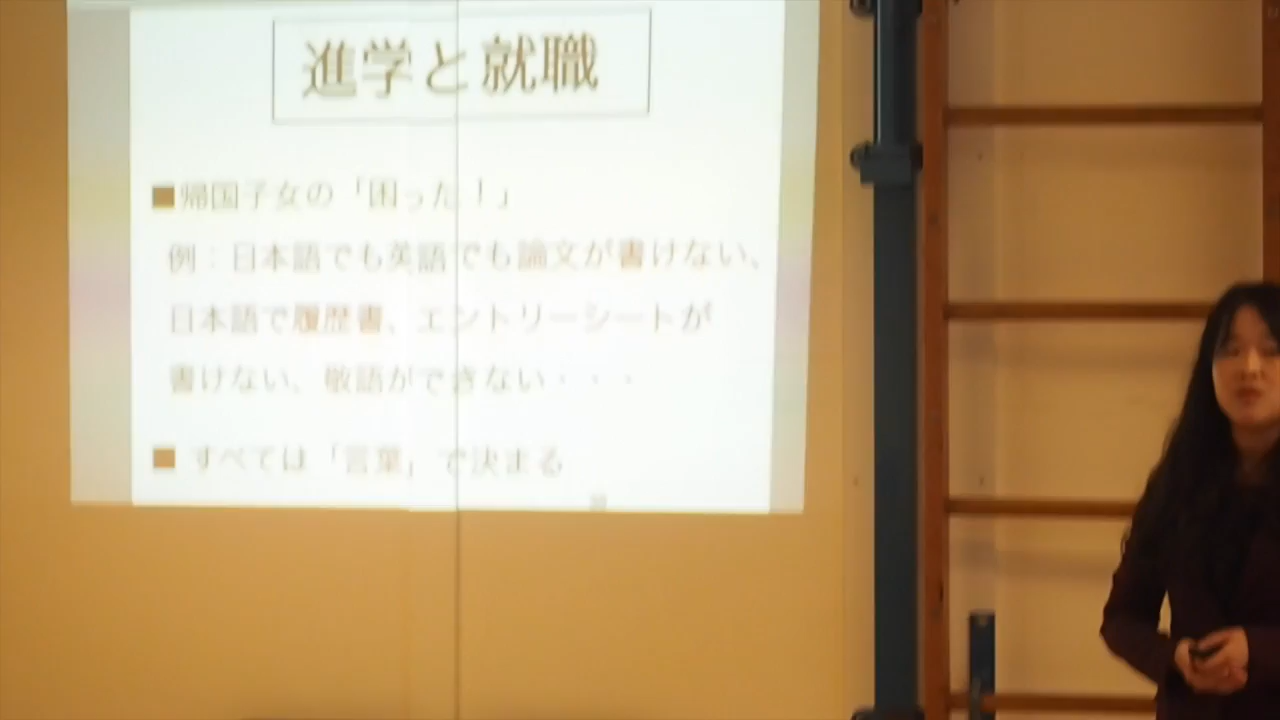 進学と就職
■帰国子女の「困った！」
例：日本語でも英語でも論文が書けない、
日本語で履歴書、エントリーシートが
書けない、敬語ができない・・・
■ すべては「言葉」で決まる